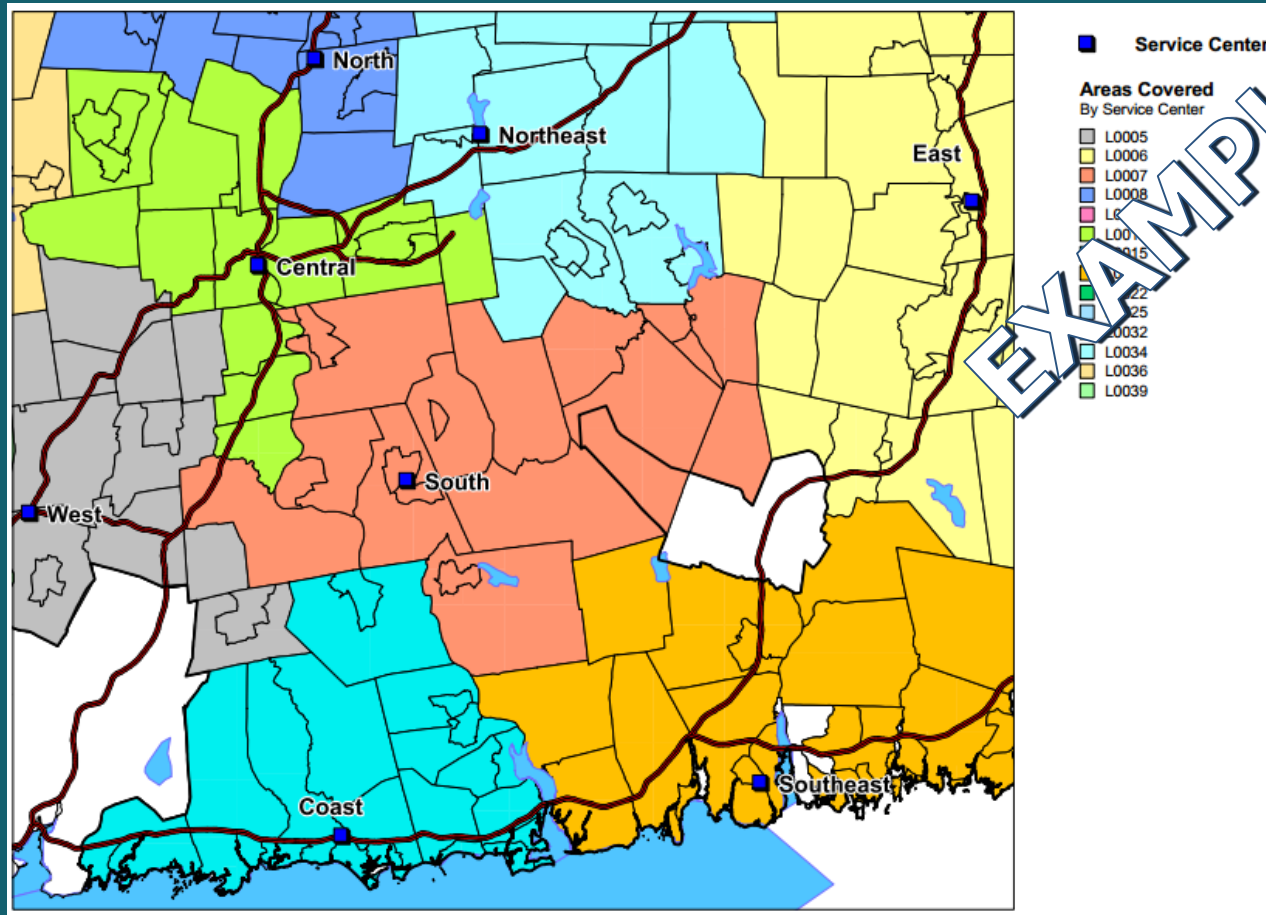 North
Northeast
East
Central
South
West
Coast
Southeast
Service Center
Areas Covered
By Service Center
L0005
L0006
L0007
L0008
L0032
L0034
L0036
L0039